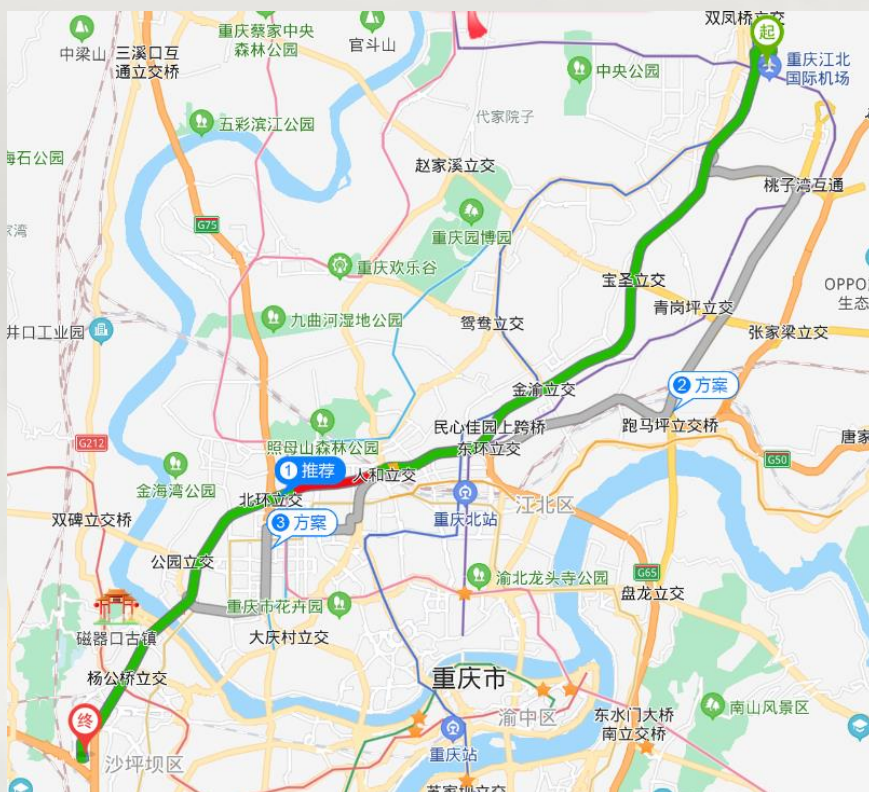 双凤桥立交
起
重庆蔡家中央
森林公园
官斗山
中梁山
三溪口互
通立交桥
中央公园
重庆江北
国际机场
五彩滨江公园
代家院子
海石公园
赵家溪立交
桃子湾互通
G75
重庆园博园
重庆欢乐谷
宝圣立交
OPPO
生态
青岗坪立交
九曲河湿地公园
鸳鸯立交
井口工业园
张家梁立交
金渝立交
2 方案
民心佳园上跨桥
跑马坪立交桥
唐家
G212
照母山森林公园
东环立交
G50
1 推荐
人和立交
金海湾公园
北环立交
江北区
双碑立交桥
3 方案
重庆北站
公园立交
G65
渝北龙头寺公园
盘龙立交
重庆市花卉园
磁器口古镇
大庆村立交
杨公桥立交
重庆市
终
渝中区
东水门大桥
南立交桥
南山风景区
重庆站
沙坪坝区